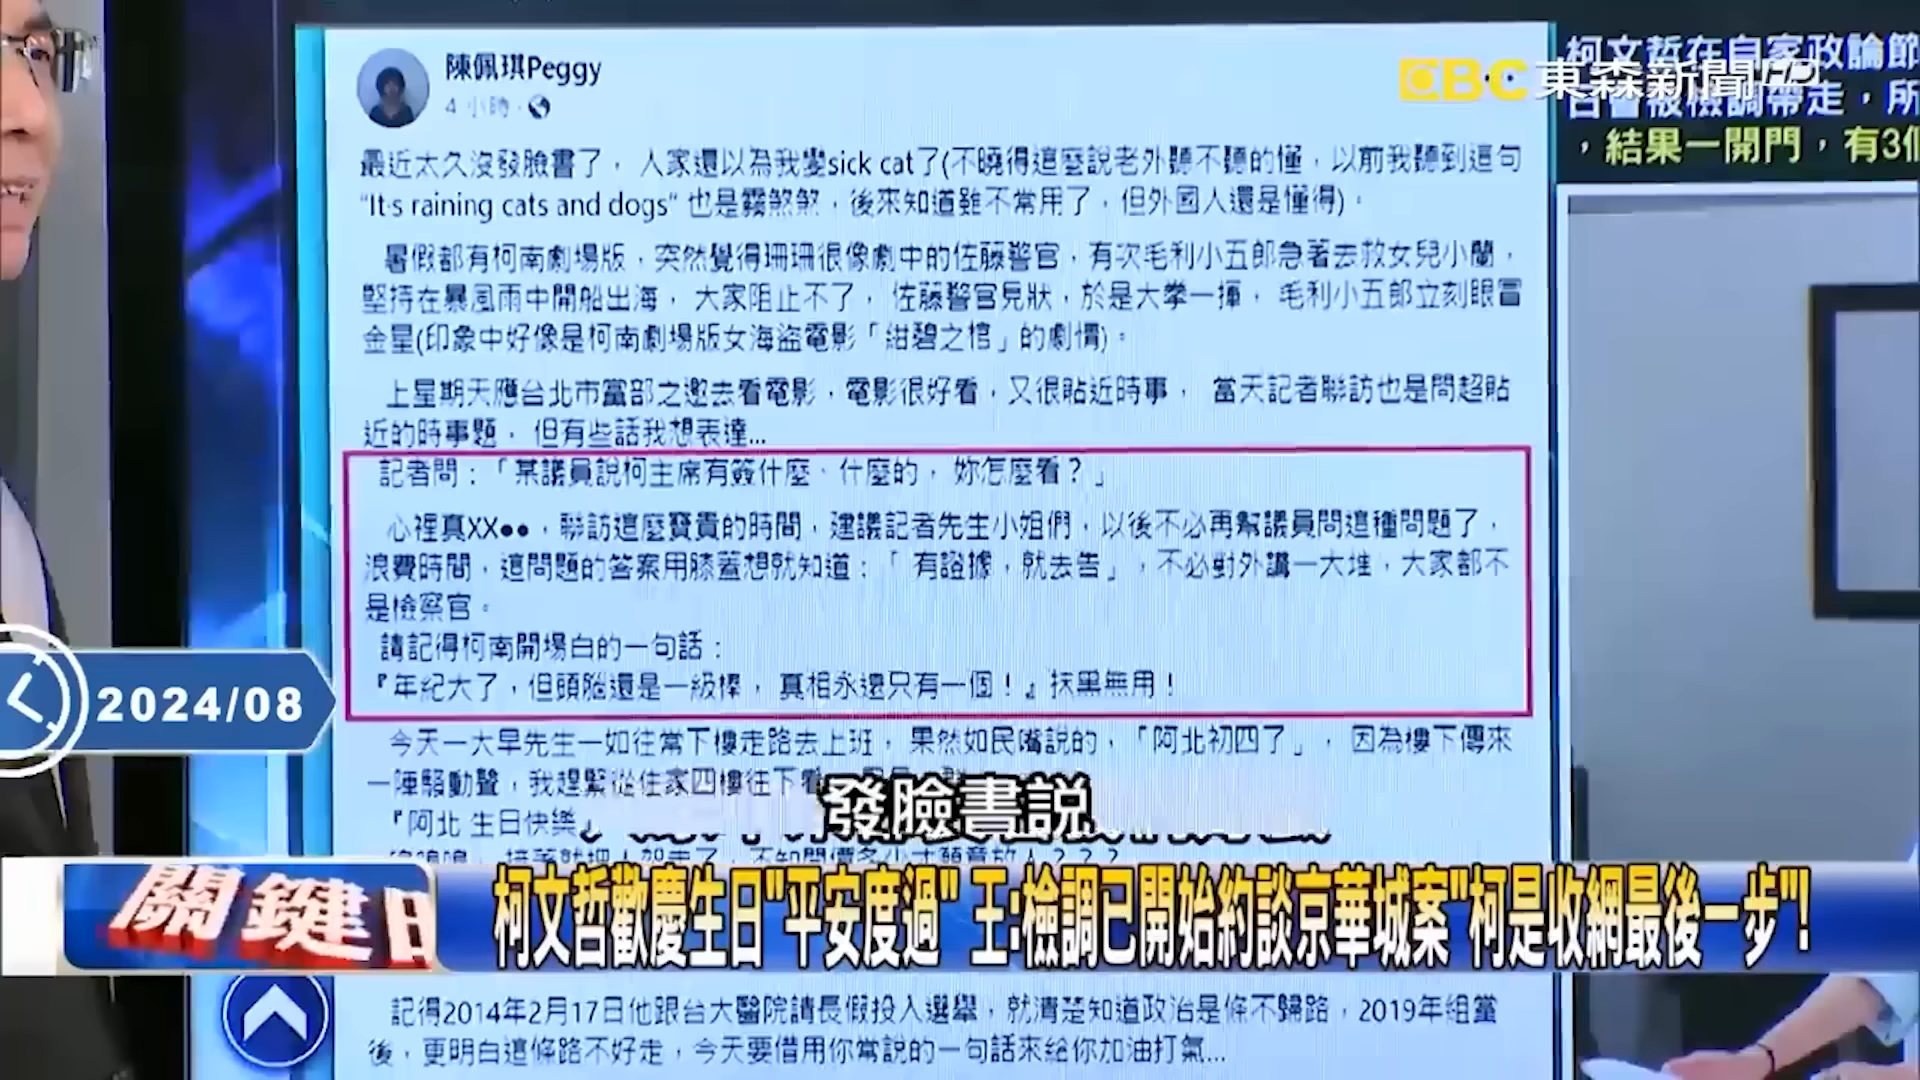 陳佩琪Peggy
4 小時
最近太久沒發臉書了， 人家還以為我變sick cat了(不曉得這麼說老外聽不聽的懂，以前我聽到這句
“It's raining cats and dogs” 也是霧煞煞，後來知道雖不常用了，但外國人還是懂得)。
暑假都有柯南劇場版，突然覺得珊珊很像劇中的佐藤警官，有次毛利小五郎急著去救女兒小蘭，
堅持在暴風雨中開船出海， 大家阻止不了， 佐藤警官見狀，於是大拳一揮， 毛利小五郎立刻眼冒
金星(印象中好像是柯南劇場版女海盜電影「紺碧之棺」的劇情)。
上星期天應台北市黨部之邀去看電影，電影很好看，又很貼近時事， 當天記者聯訪也是問超貼
近的時事題， 但有些話我想表達...
記者問：「某議員說柯主席有簽什麼、什麼的， 妳怎麼看？」
心裡真XX●●，聯訪這麼寶貴的時間，建議記者先生小姐們，以後不必再幫議員問這種問題了，
浪費時間，這問題的答案用膝蓋想就知道：「 有證據，就去告」，不必對外講一大堆，大家都不
是檢察官。
請記得柯南開場白的一句話：
『年紀大了，但頭腦還是一級棒， 真相永遠只有一個！』抹黑無用！
今天一大早先生一如往常下樓走路去上班， 果然如民嘴說的，「阿北初四了」， 因為樓下傳來
一陣騷動聲，我趕緊從住家四樓往下看
『阿北 生日快樂』
發臉書説
記得2014年2月17日他跟台大醫院請長假投入選舉，就清楚知道政治是條不歸路，2019年組黨
後，更明白這條路不好走，今天要借用你常說的一句話來給你加油打氣...
EBC 東森新聞 HD
柯文哲在自家政論節
，結果一開門，有3個
2024/08
關鍵時
柯文哲歡慶生日"平安度過" 王:檢調已開始約談京華城案"柯是收網最後一步"!